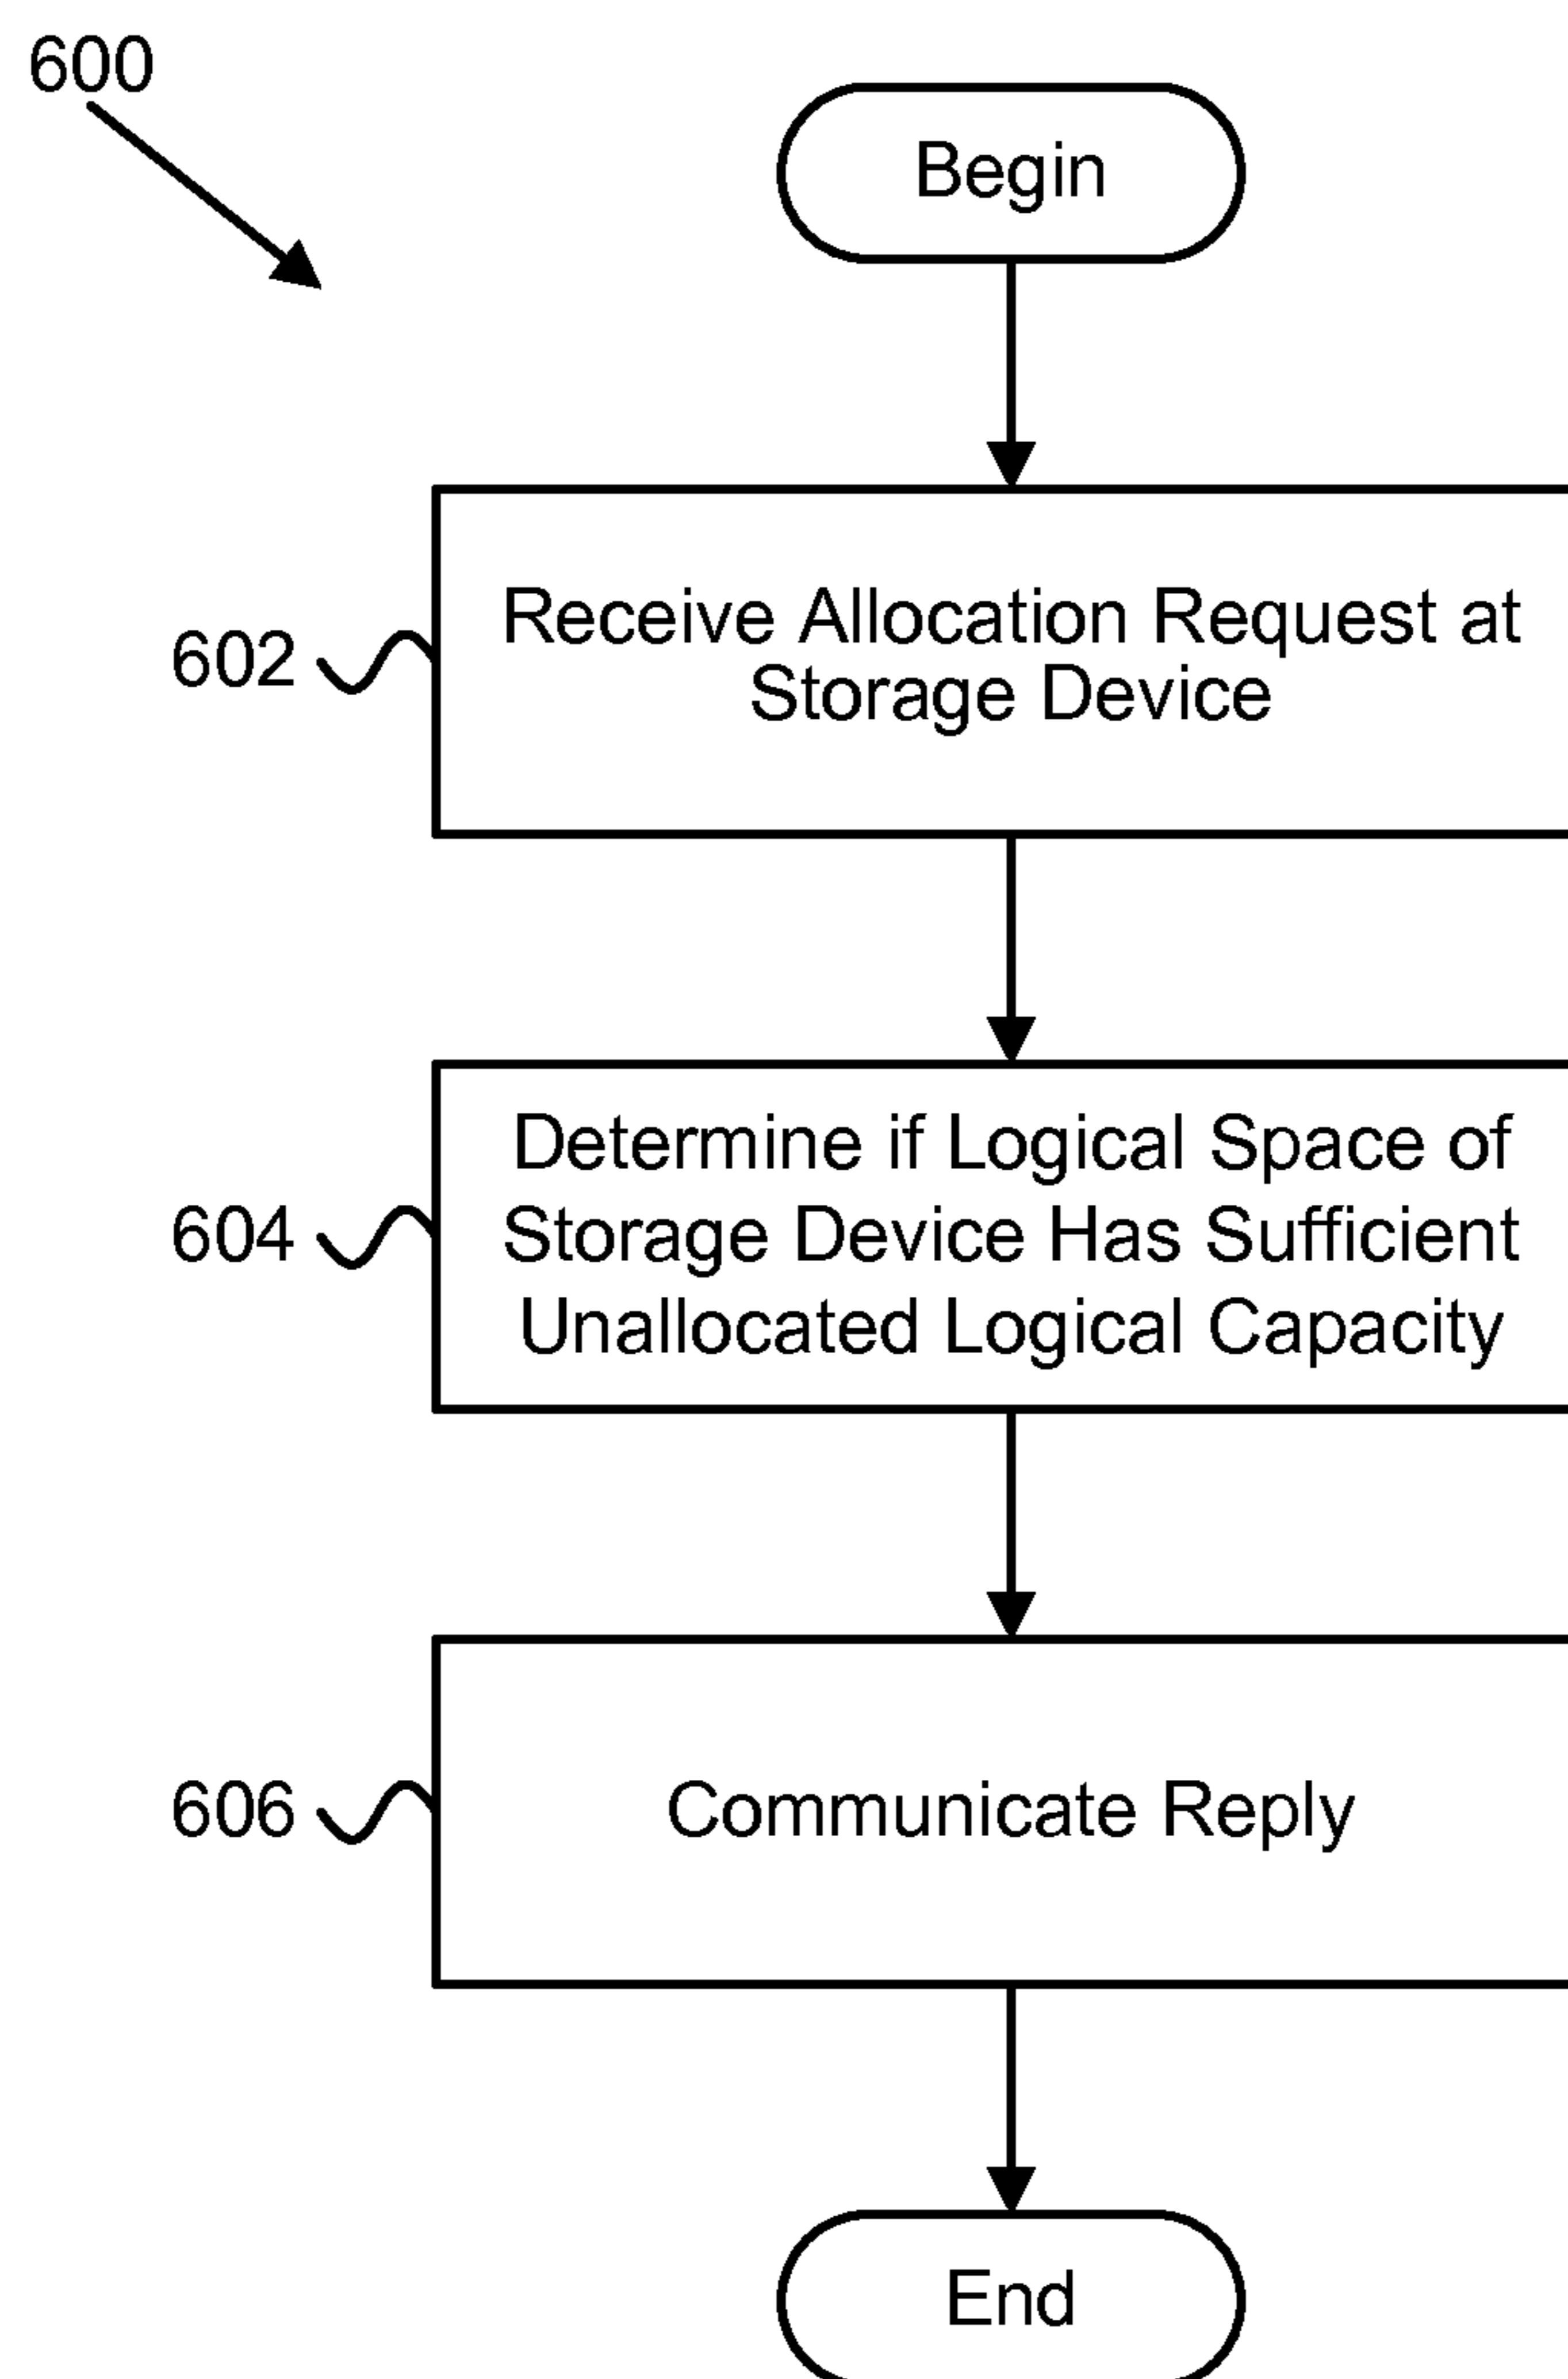 600
Begin
602
Receive Allocation Request at
Storage Device
604
Determine if Logical Space of
Storage Device Has Sufficient
Unallocated Logical Capacity
606
Communicate Reply
End